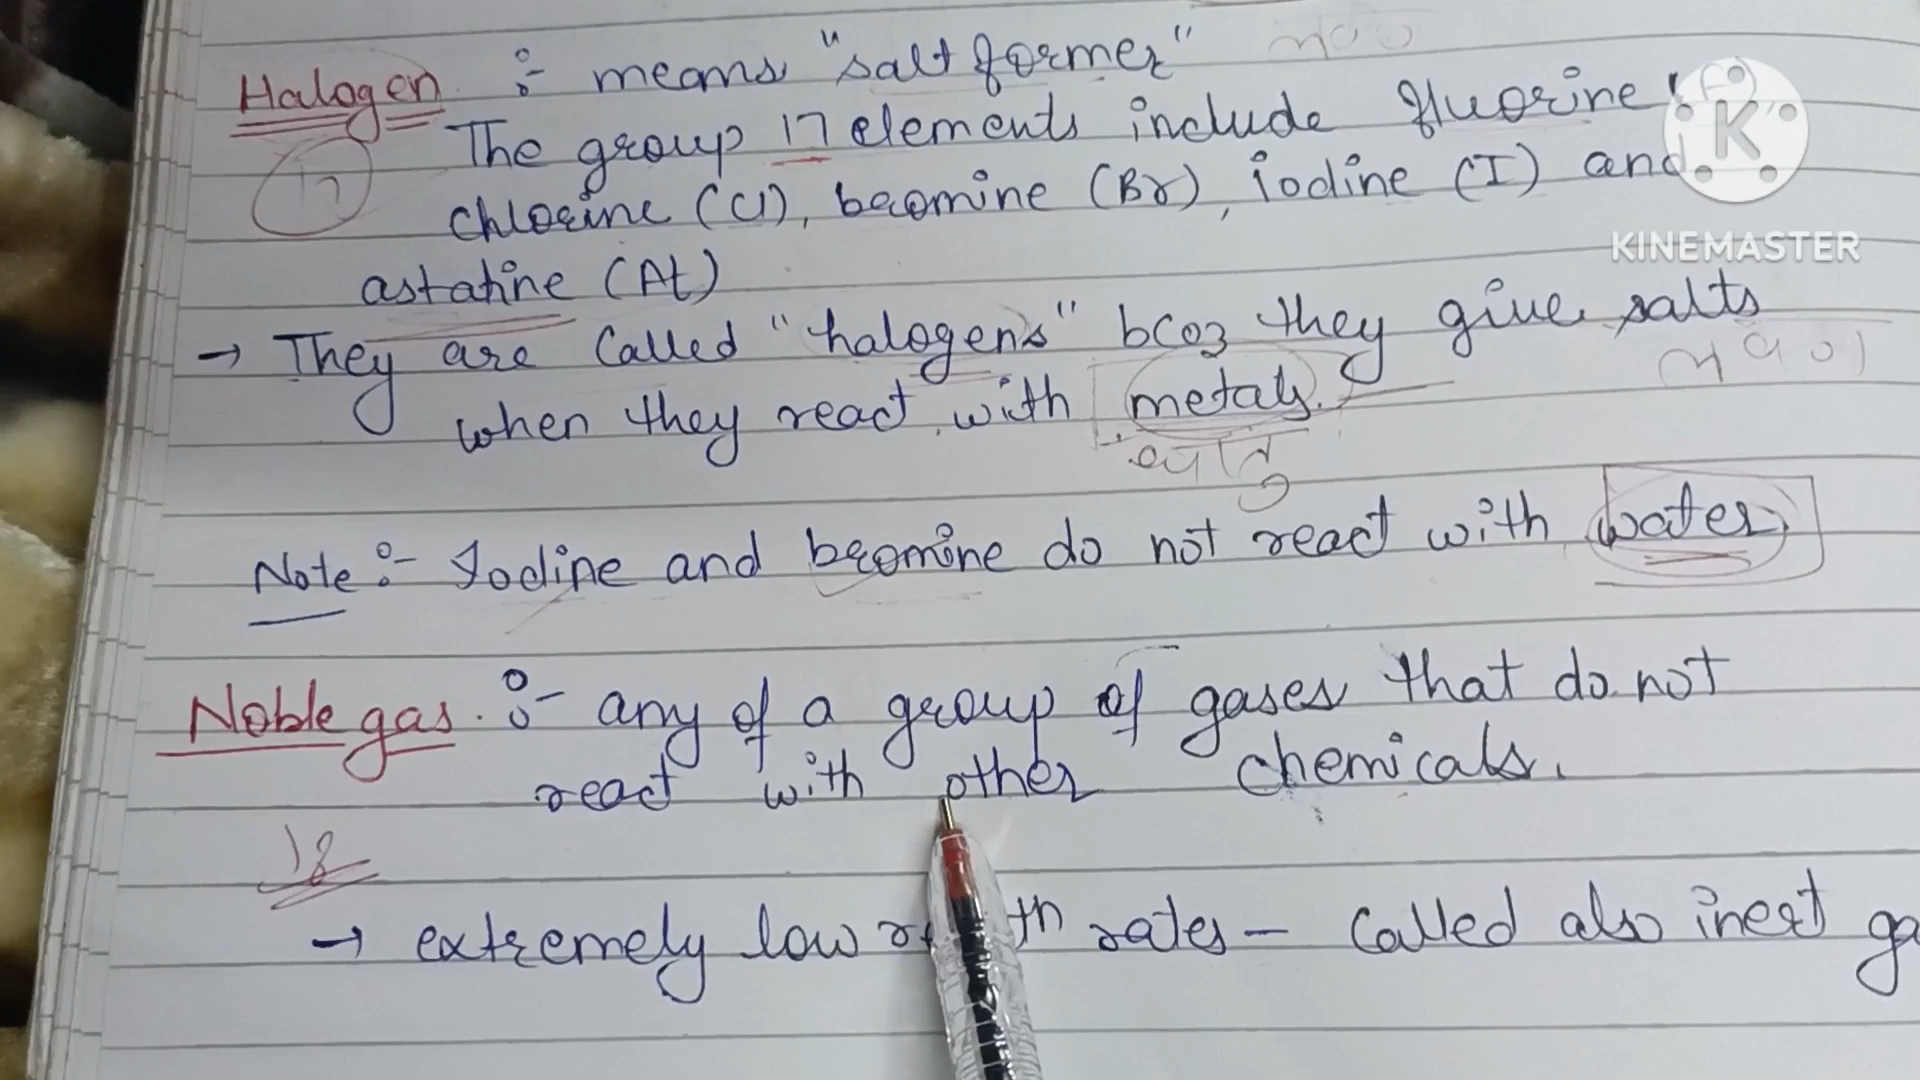 Halogen :- means "salt former"
The group 17 elements include fluorine (F)
17
chlorine (Cl), bromine (Br), iodine (I) and
astatine (At)
→ They are called "halogens" bcoz they give salts
when they react with metals.
धातु
Note :- Iodine and bromine do not react with water
Noble gas :- any of a group of gases that do not
react with other chemicals.
18
→ extremely low rates - called also inert ga
KINEMASTER